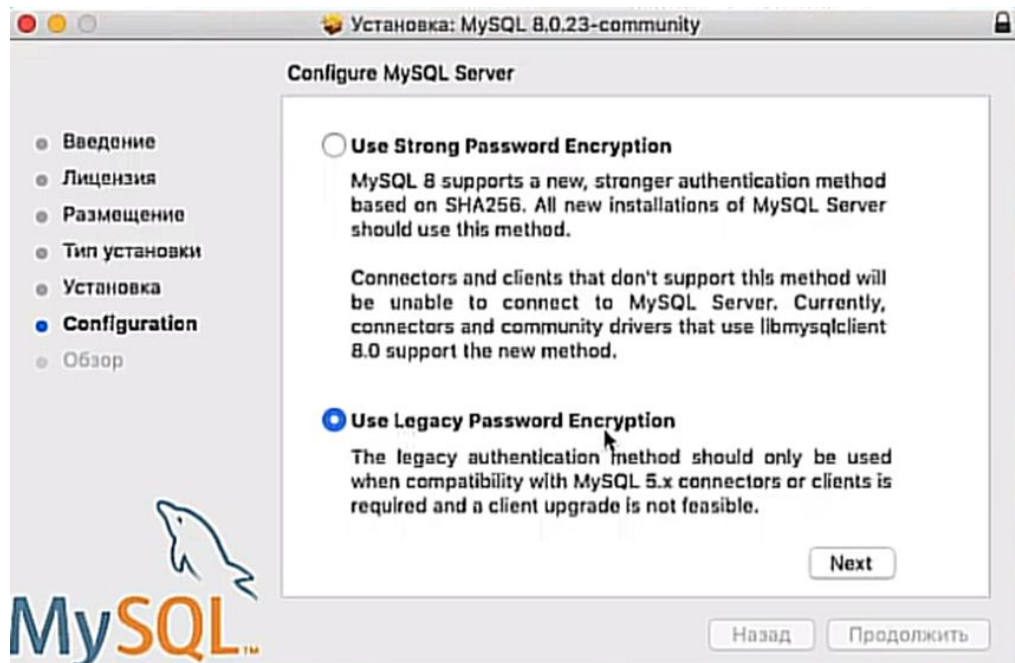 Установка: MySQL 8.0.23-community
Configure MySQL Server
Введение
Лицензия
Размещение
Тип установки
Установка
Configuration
Обзор
Use Strong Password Encryption
MySQL 8 supports a new, stronger authentication method
based on SHA256. All new installations of MySQL Server
should use this method.
Connectors and clients that don't support this method will
be unable to connect to MySQL Server. Currently,
connectors and community drivers that use libmysqlclient
8.0 support the new method.
Use Legacy Password Encryption
The legacy authentication method should only be used
when compatibility with MySQL 5.x connectors or clients is
required and a client upgrade is not feasible.
Next
MySQL™
Назад
Продолжить